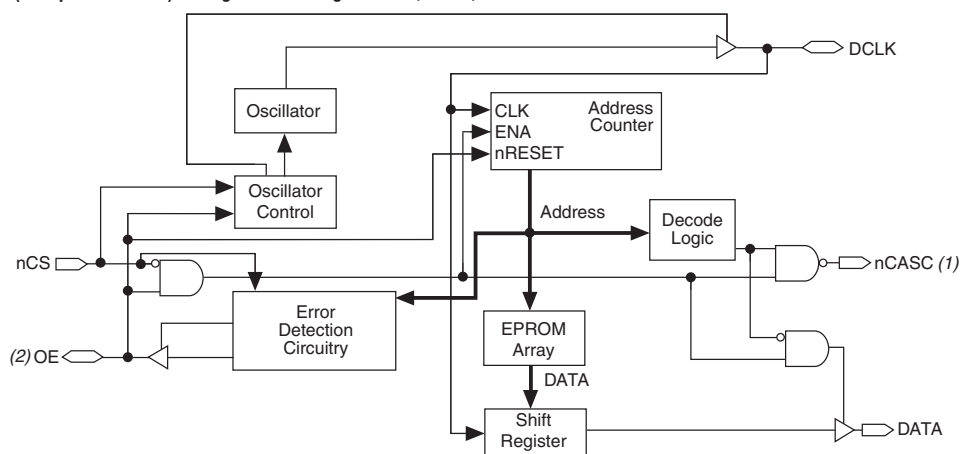 DCLK
Oscillator
CLK
ENA
nRESET
Address
Counter
Oscillator
Control
Address
Decode
Logic
nCS
nCASC (1)
Error
Detection
Circuitry
EPROM
Array
(2) OE
DATA
Shift
Register
DATA